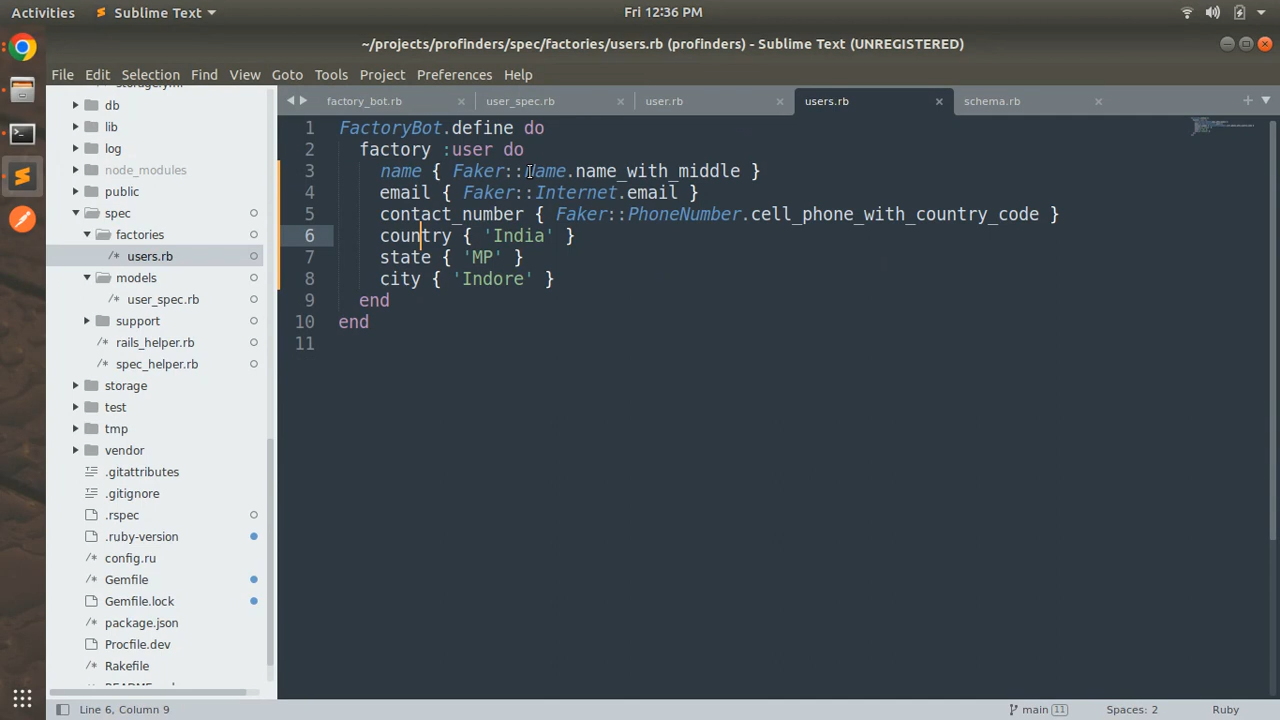 Activities Sublime Text Fri 12:36 PM
~/projects/profinders/spec/factories/users.rb (profinders) - Sublime Text (UNREGISTERED)
File Edit Selection Find View Goto Tools Project Preferences Help
factory_bot.rb user_spec.rb user.rb users.rb schema.rb
db
lib
log
node_modules
public
spec
factories
users.rb
models
user_spec.rb
support
rails_helper.rb
spec_helper.rb
storage
test
tmp
vendor
.gitattributes
.gitignore
.rspec
.ruby-version
config.ru
Gemfile
Gemfile.lock
package.json
Procfile.dev
Rakefile
1 FactoryBot.define do
2 factory :user do
3 name { Faker::Name.name_with_middle }
4 email { Faker::Internet.email }
5 contact_number { Faker::PhoneNumber.cell_phone_with_country_code }
6 country { 'India' }
7 state { 'MP' }
8 city { 'Indore' }
9 end
10 end
11
Line 6, Column 9 main 11 Spaces: 2 Ruby